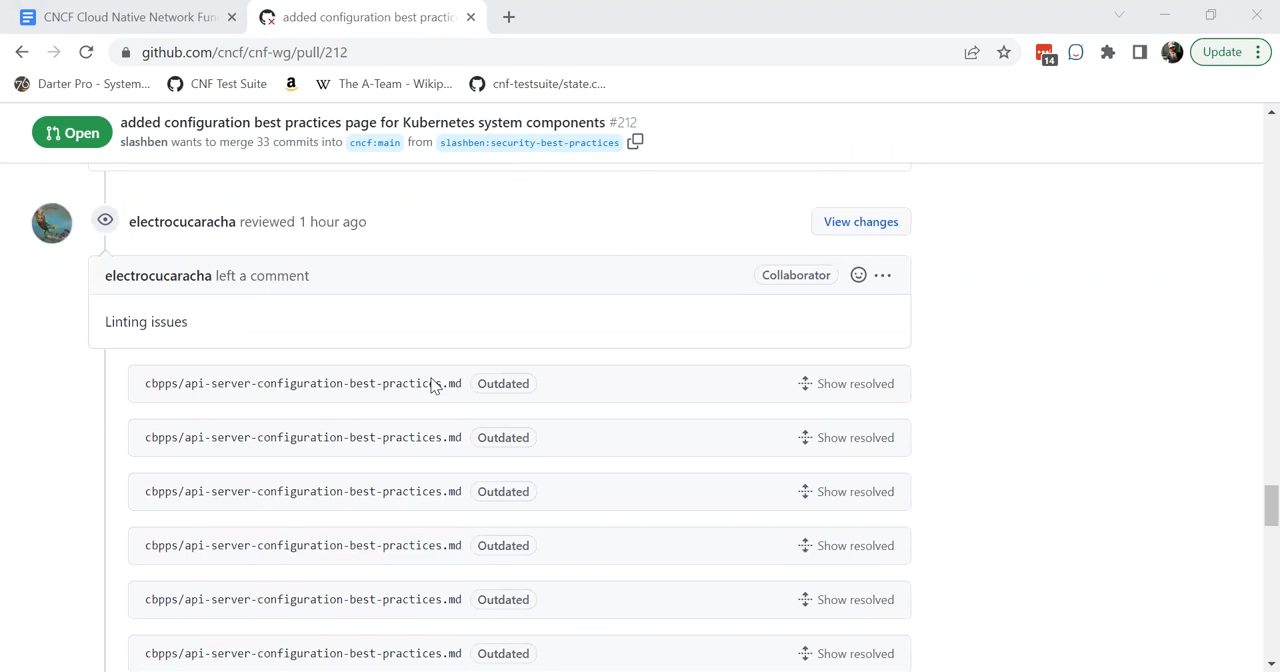 CNCF Cloud Native Network Fun
added configuration best practic
github.com/cncf/cnf-wg/pull/212
14
Update
76
Darter Pro - System...
CNF Test Suite
a
W
The A-Team - Wikip...
cnf-testsuite/state.c...
Open
added configuration best practices page for Kubernetes system components #212
slashben wants to merge 33 commits into cncf:main from slashben:security-best-practices
electrocucaracha reviewed 1 hour ago
View changes
electrocucaracha left a comment
Collaborator
Linting issues
cbpps/api-server-configuration-best-practices.md Outdated Show resolved
cbpps/api-server-configuration-best-practices.md Outdated Show resolved
cbpps/api-server-configuration-best-practices.md Outdated Show resolved
cbpps/api-server-configuration-best-practices.md Outdated Show resolved
cbpps/api-server-configuration-best-practices.md Outdated Show resolved
cbpps/api-server-configuration-best-practices.md Outdated Show resolved